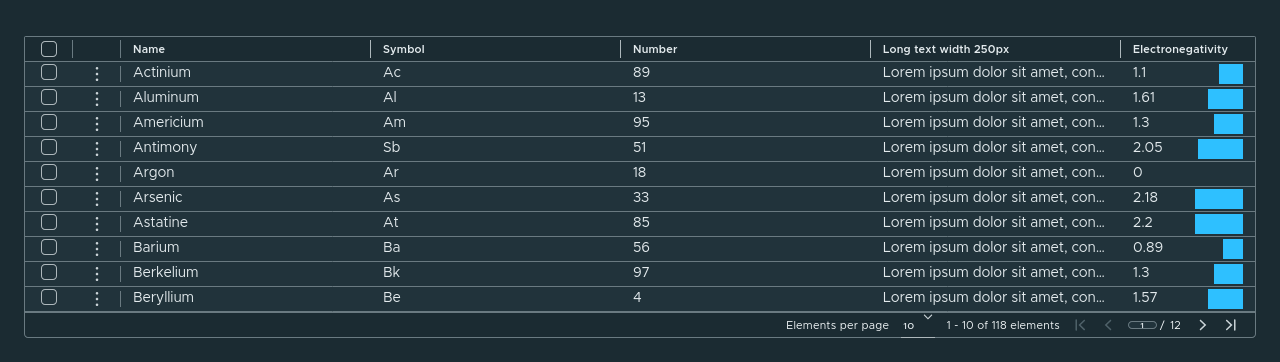 Name Symbol Number Long text width 250px Electronegativity
Actinium Ac 89 Lorem ipsum dolor sit amet, con... 1.1
Aluminum Al 13 Lorem ipsum dolor sit amet, con... 1.61
Americium Am 95 Lorem ipsum dolor sit amet, con... 1.3
Antimony Sb 51 Lorem ipsum dolor sit amet, con... 2.05
Argon Ar 18 Lorem ipsum dolor sit amet, con... 0
Arsenic As 33 Lorem ipsum dolor sit amet, con... 2.18
Astatine At 85 Lorem ipsum dolor sit amet, con... 2.2
Barium Ba 56 Lorem ipsum dolor sit amet, con... 0.89
Berkelium Bk 97 Lorem ipsum dolor sit amet, con... 1.3
Beryllium Be 4 Lorem ipsum dolor sit amet, con... 1.57
Elements per page 10 1 - 10 of 118 elements 1 / 12